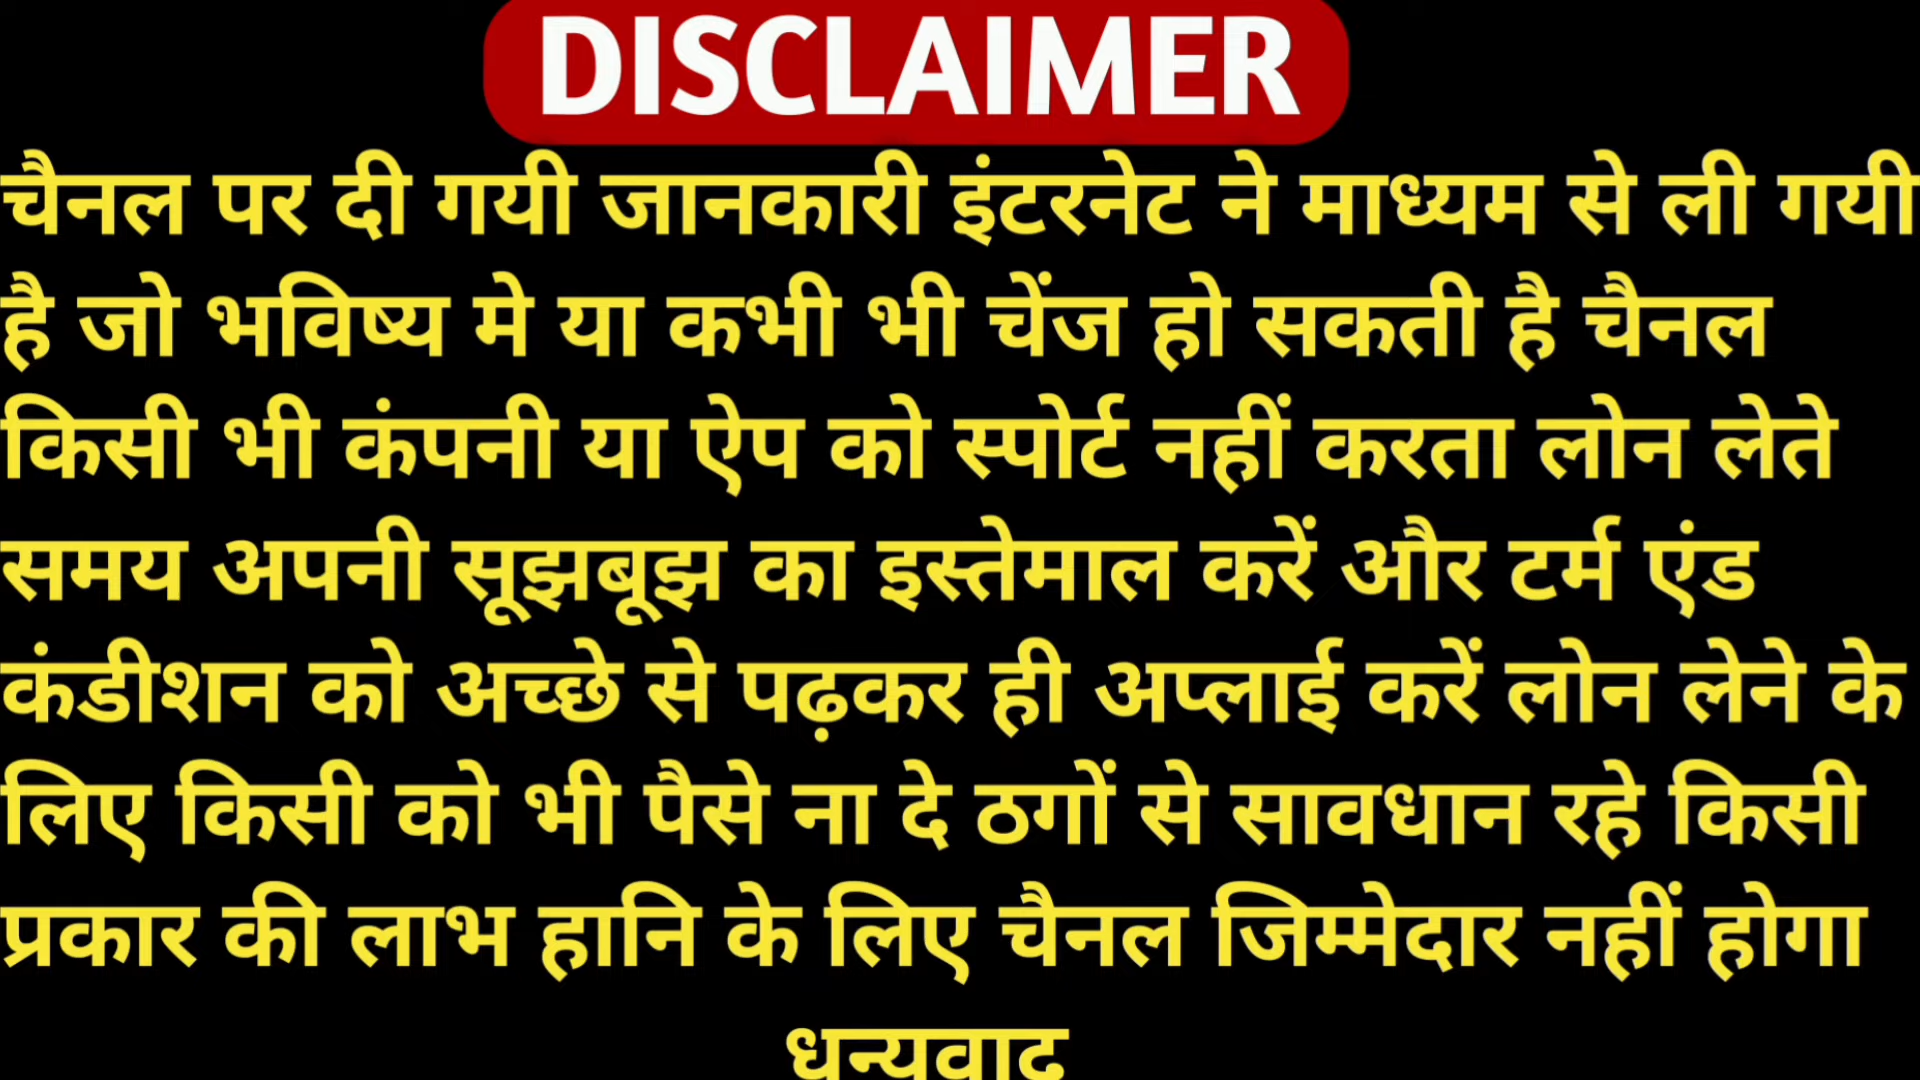 DISCLAIMER
चैनल पर दी गयी जानकारी इंटरनेट ने माध्यम से ली गयी
है जो भविष्य मे या कभी भी चेंज हो सकती है चैनल
किसी भी कंपनी या ऐप को स्पोर्ट नहीं करता लोन लेते
समय अपनी सूझबूझ का इस्तेमाल करें और टर्म एंड
कंडीशन को अच्छे से पढ़कर ही अप्लाई करें लोन लेने के
लिए किसी को भी पैसे ना दे ठगों से सावधान रहे किसी
प्रकार की लाभ हानि के लिए चैनल जिम्मेदार नहीं होगा
धन्यवाद